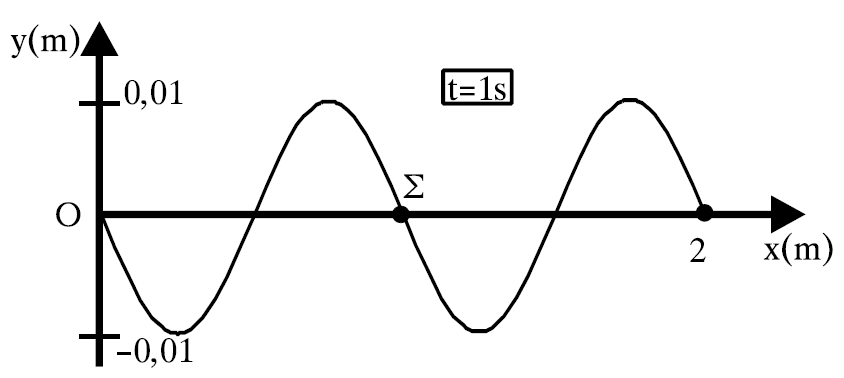 y(m)
0,01
t=1s
Σ
O
2
x(m)
-0,01